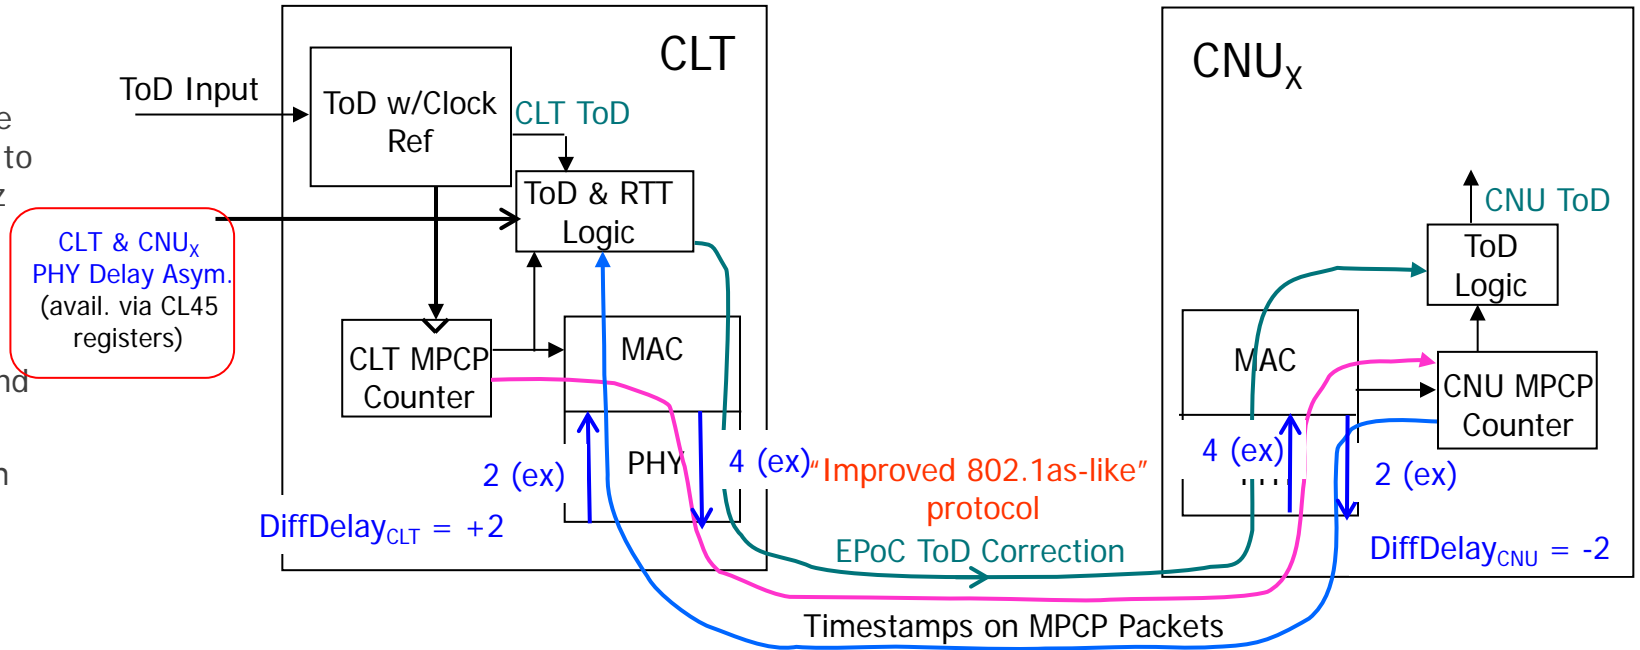 CLT
CNUX
ToD Input
ToD w/Clock
Ref
CLT ToD
to
ToD & RTT
Logic
CLT & CNUX
PHY Delay Asym.
(avail. via CL45
registers)
CLT MPCP
Counter
MAC
PHY
2 (ex)
4 (ex)
DiffDelayCLT = +2
"Improved 802.1as-like"
protocol
EPoC ToD Correction
Timestamps on MPCP Packets
CNU ToD
ToD
Logic
MAC
CNU MPCP
Counter
4 (ex)
2 (ex)
DiffDelayCNU = -2